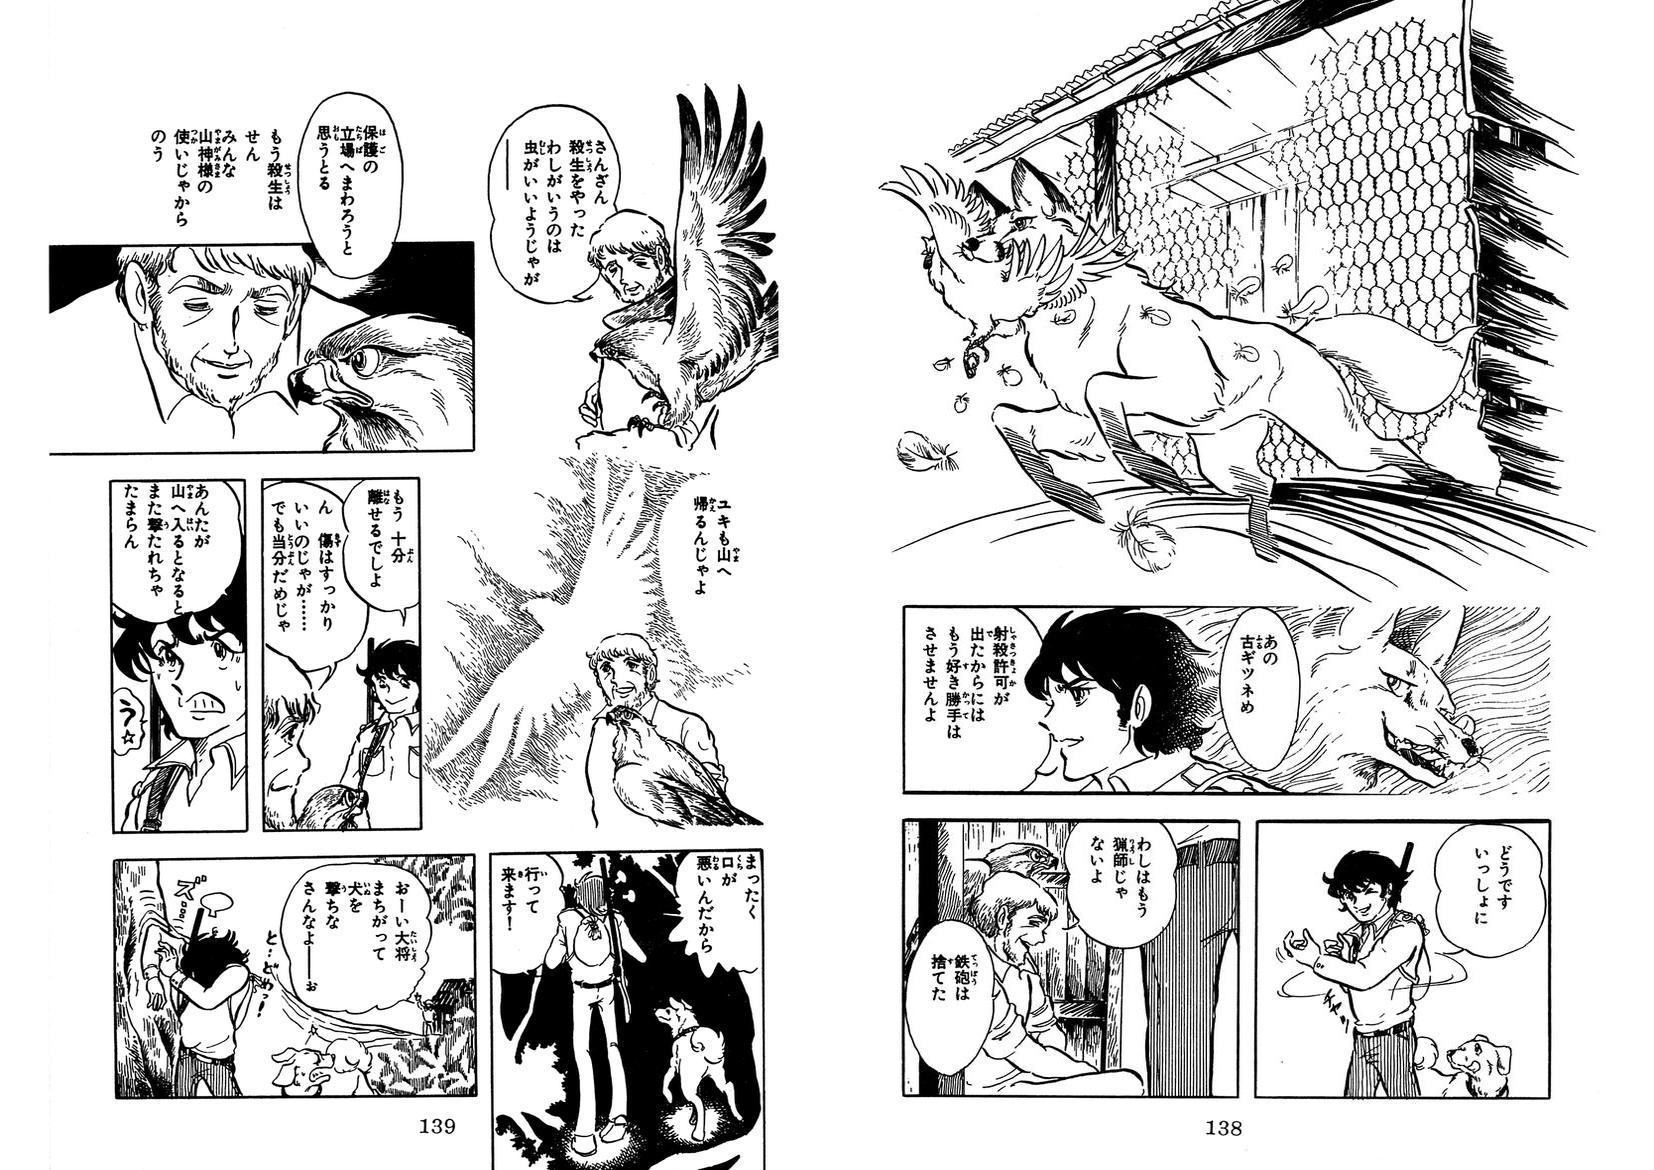 あの
古ギツネめ
射殺許可が
出たからには
もう好き勝手は
させませんよ
どうです
いっしょに
チャッ
わしはもう
猟師じゃ
ないよ
鉄砲は
捨てた
138
さんざん
殺生をやった
わしがいうのは
虫がいいようじゃが
――
保護の
立場へまわろうと
思うとる
もう殺生は
せん
みんな
山神様の
使いじゃから
のう
ユキも山へ
帰るんじゃよ
もう十分
離せるでしよ
ん 傷はすっかり
いいのじゃが……
でも当分だめじゃ
あんたが
山へ入るとなると
また撃たれちゃ
たまらん
う☆
まったく
口が
悪いんだから
行って
来ます!
おーい大将
まちがって
犬を
撃ちな
さんなよーーお
と…どわっ!
ズ
139